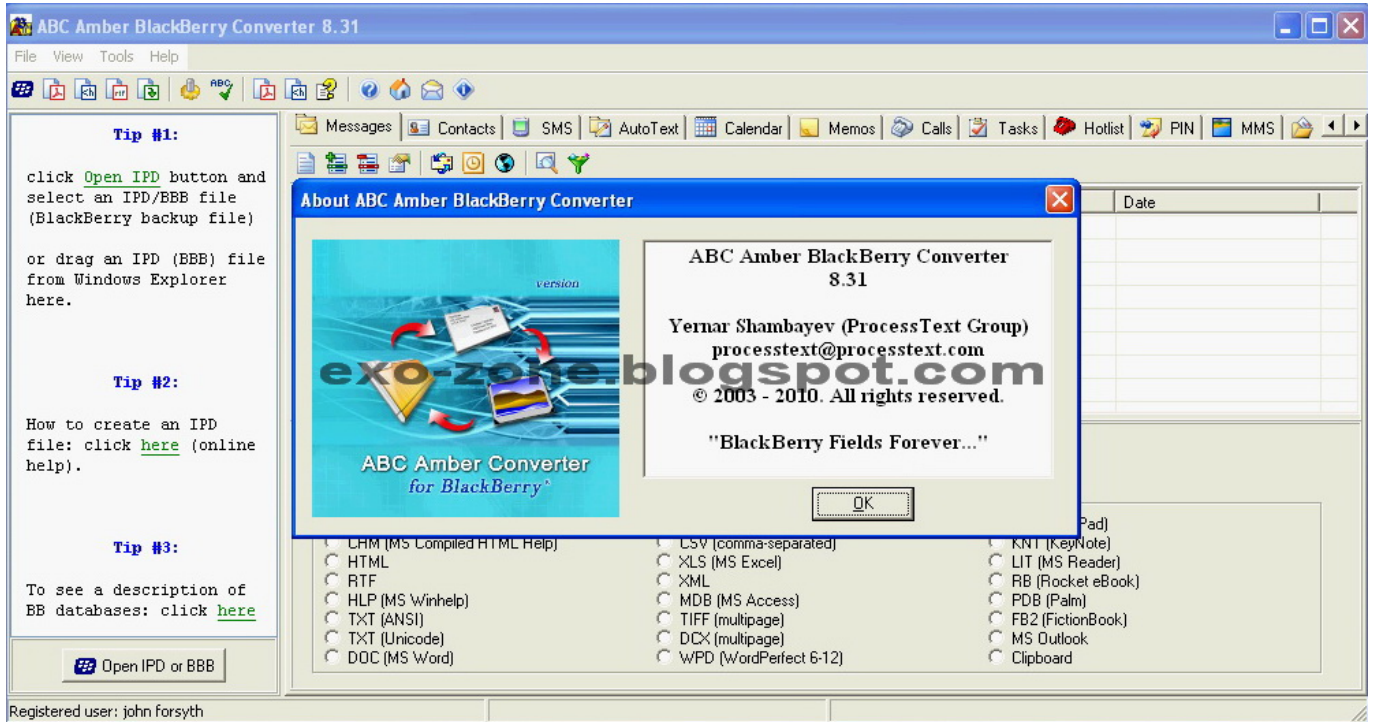 ABC Amber BlackBerry Converter 8.31
File View Tools Help
ABC
Tip #1:
click Open IPD button and
select an IPD/BBB file
(BlackBerry backup file)
or drag an IPD (BBB) file
from Windows Explorer
here.
Tip #2:
How to create an IPD
file: click here (online
help).
Tip #3:
To see a description of
BB databases: click here
Open IPD or BBB
Messages Contacts SMS AutoText Calendar Memos Calls Tasks Hotlist PIN MMS
Date
About ABC Amber BlackBerry Converter
version
ABC Amber Converter
for BlackBerry
ABC Amber BlackBerry Converter
8.31
Yernar Shambayev (ProcessText Group)
processtext@processtext.com
exo-zone.blogspot.com
© 2003 - 2010. All rights reserved.
"BlackBerry Fields Forever..."
OK
CHM (MS Compiled HTML Help)
HTML
RTF
HLP (MS Winhelp)
TXT (ANSI)
TXT (Unicode)
DOC (MS Word)
CSV (comma-separated)
XLS (MS Excel)
XML
MDB (MS Access)
TIFF (multipage)
DCX (multipage)
WPD (WordPerfect 6-12)
Pad)
KNT (KeyNote)
LIT (MS Reader)
RB (Rocket eBook)
PDB (Palm)
FB2 (FictionBook)
MS Outlook
Clipboard
Registered user: john forsyth